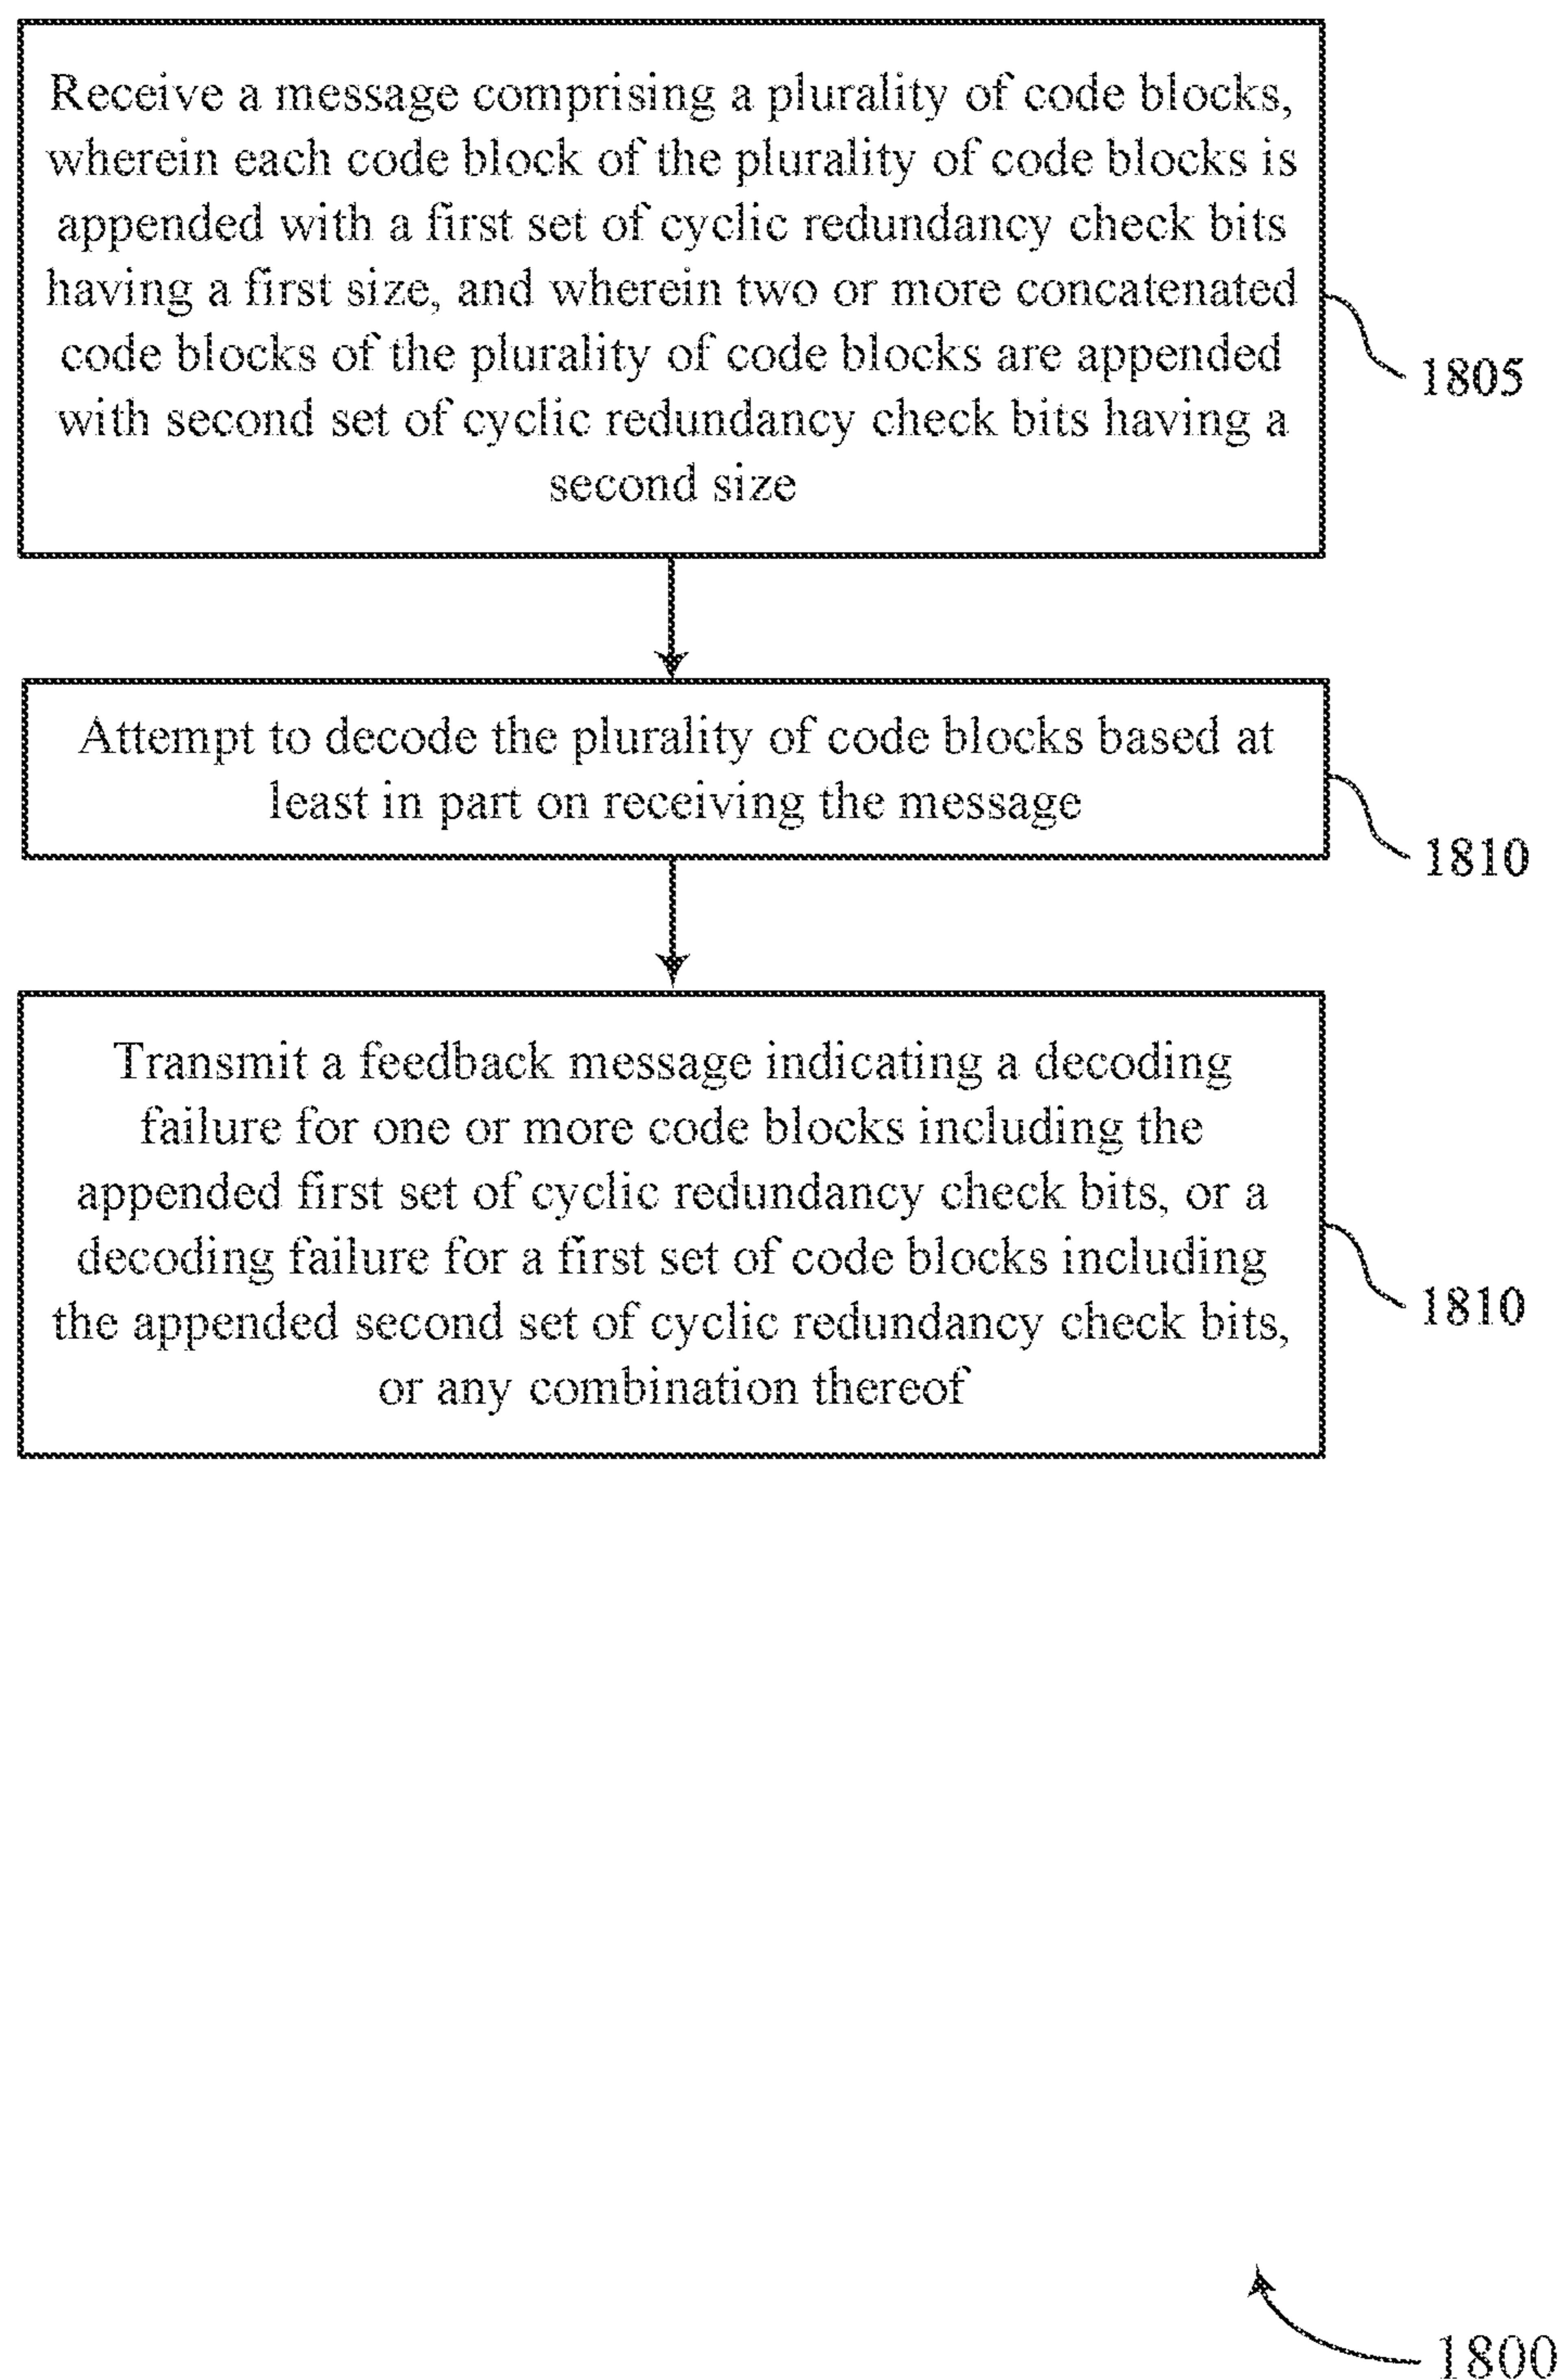 Receive a message comprising a plurality of code blocks,
wherein each code block of the plurality of code blocks is
appended with a first set of cyclic redundancy check bits
having a first size, and wherein two or more concatenated
code blocks of the plurality of code blocks are appended
with second set of cyclic redundancy check bits having a
second size
1805
Attempt to decode the plurality of code blocks based at
least in part on receiving the message
1810
Transmit a feedback message indicating a decoding
failure for one or more code blocks including the
appended first set of cyclic redundancy check bits, or a
decoding failure for a first set of code blocks including
the appended second set of cyclic redundancy check bits,
or any combination thereof
1810
1800